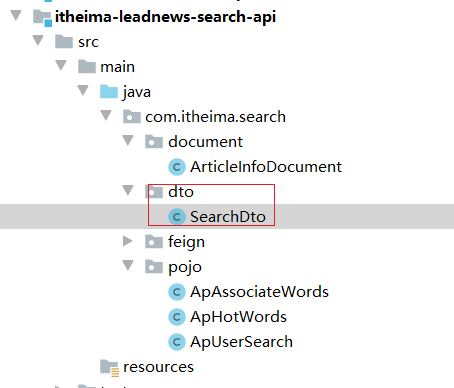 itheima-leadnews-search-api
src
main
java
com.itheima.search
document
ArticleInfoDocument
dto
SearchDto
feign
pojo
ApAssociateWords
ApHotWords
ApUserSearch
resources